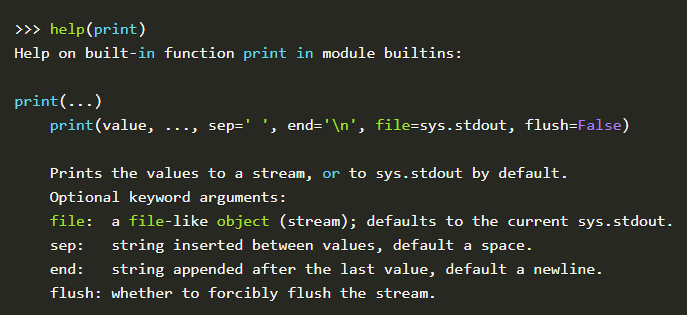 >>> help(print)
Help on built-in function print in module builtins:
print(...)
print(value, ..., sep=' ', end='\n', file=sys.stdout, flush=False)
Prints the values to a stream, or to sys.stdout by default.
Optional keyword arguments:
file:  a file-like object (stream); defaults to the current sys.stdout.
sep:   string inserted between values, default a space.
end:   string appended after the last value, default a newline.
flush: whether to forcibly flush the stream.